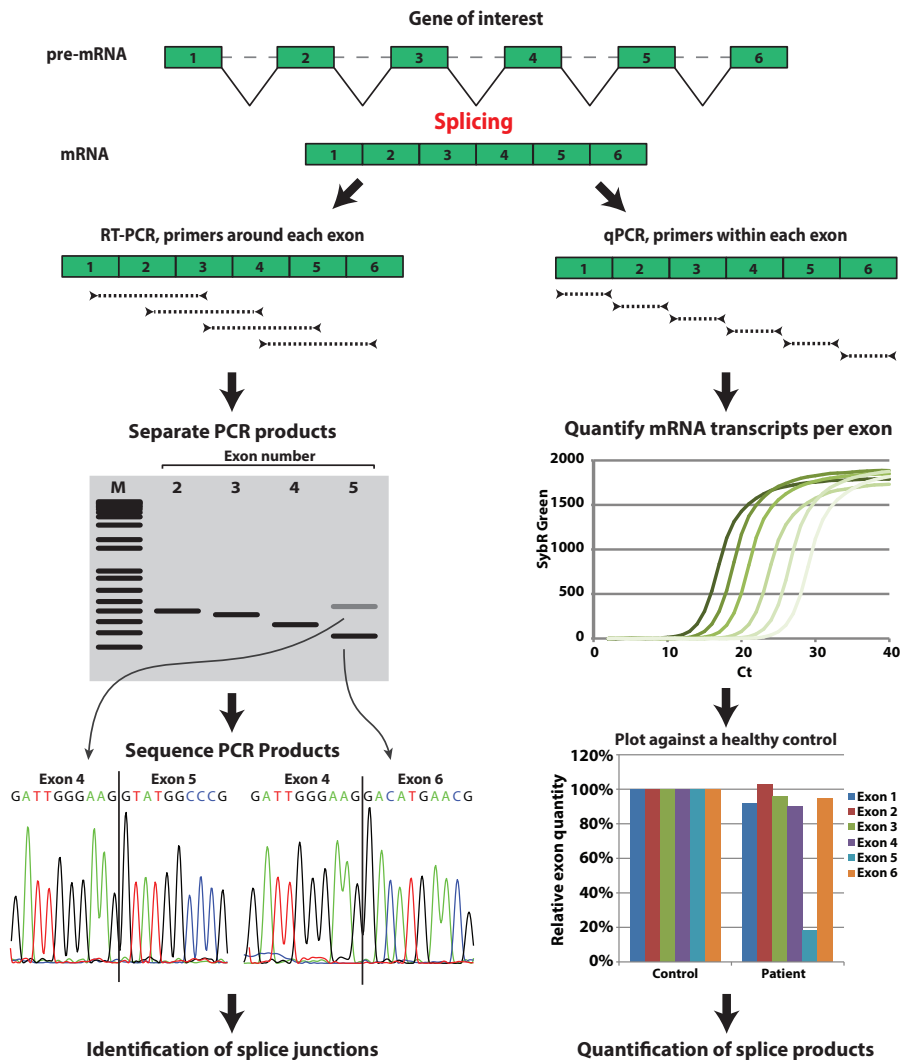 Gene of interest
pre-mRNA
1 2 3 4 5 6
Splicing
mRNA
1 2 3 4 5 6
RT-PCR, primers around each exon
1 2 3 4 5 6
Separate PCR products
Exon number
M 2 3 4 5
Sequence PCR Products
Exon 4 Exon 5
GATTGGGAAGGTATGGCCCG
Exon 4 Exon 6
GATTGGGAAGGACATGAACG
Identification of splice junctions
qPCR, primers within each exon
1 2 3 4 5 6
Quantify mRNA transcripts per exon
SybR Green
2000
1500
1000
500
0
0 10 20 30 40
Ct
Plot against a healthy control
Relative exon quantity
120%
100%
80%
60%
40%
20%
0%
Control Patient
Exon 1
Exon 2
Exon 3
Exon 4
Exon 5
Exon 6
Quantification of splice products